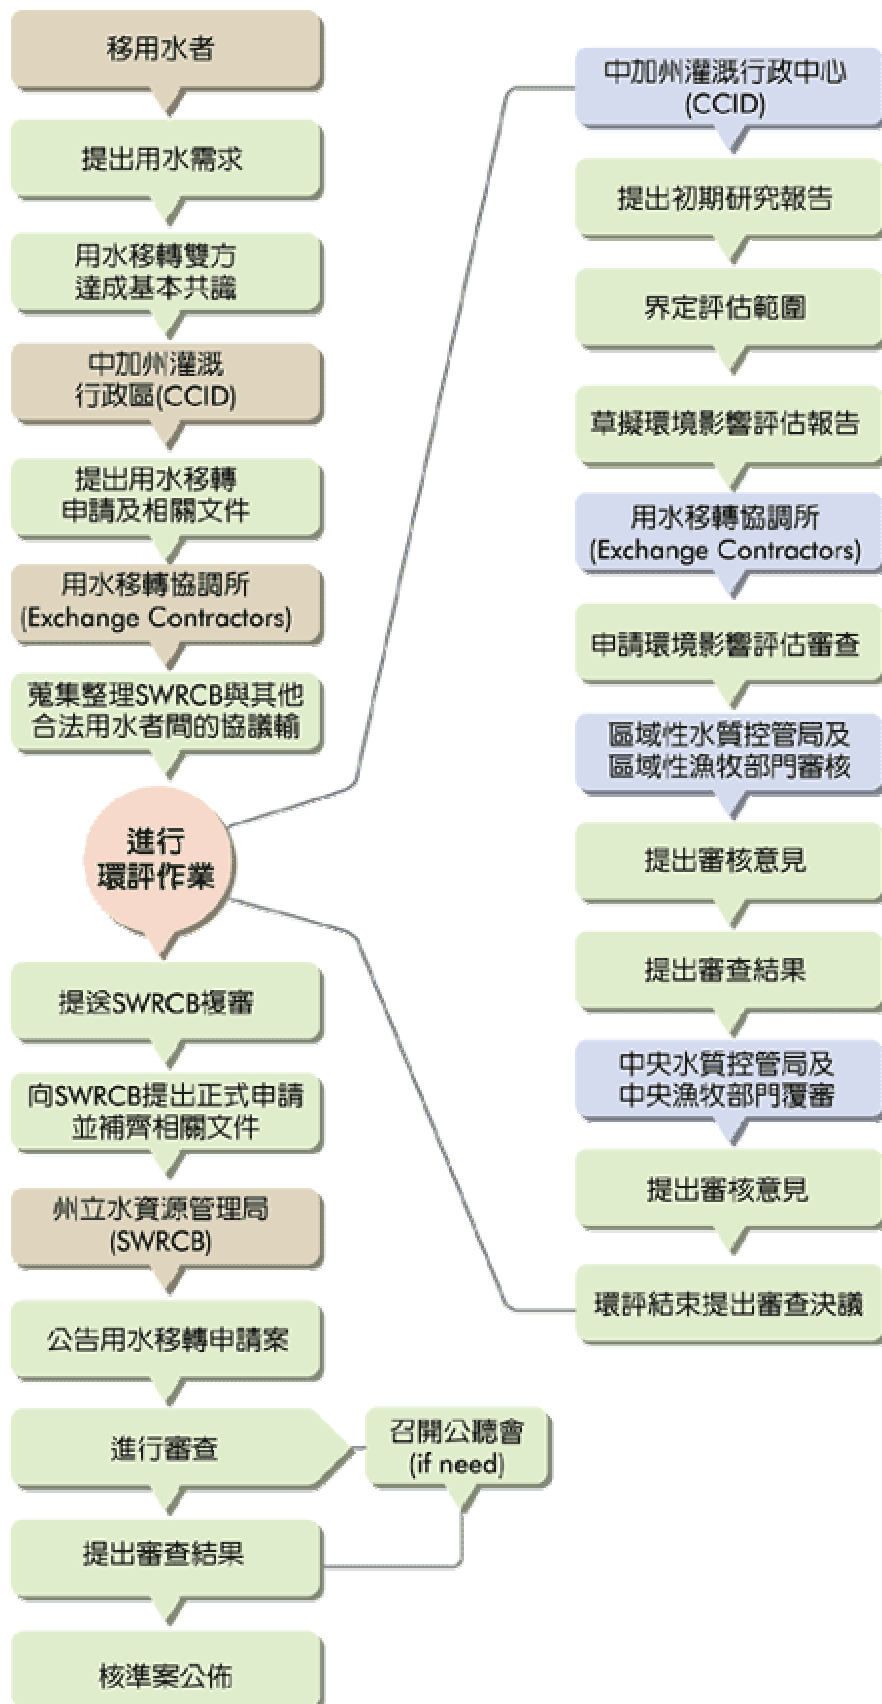 移用水者
提出用水需求
用水移轉雙方
達成基本共識
中加州灌溉
行政區(CCID)
提出用水移轉
申請及相關文件
用水移轉協調所
(Exchange Contractors)
蒐集整理SWRCB與其他
合法用水者間的協議輸
進行
環評作業
提送SWRCB複審
向SWRCB提出正式申請
並補齊相關文件
州立水資源管理局
(SWRCB)
公告用水移轉申請案
進行審查
召開公聽會
(if need)
提出審查結果
核準案公佈
中加州灌溉行政中心
(CCID)
提出初期研究報告
界定評估範圍
草擬環境影響評估報告
用水移轉協調所
(Exchange Contractors)
申請環境影響評估審查
區域性水質控管局及
區域性漁牧部門審核
提出審核意見
提出審查結果
中央水質控管局及
中央漁牧部門覆審
提出審核意見
環評結束提出審查決議